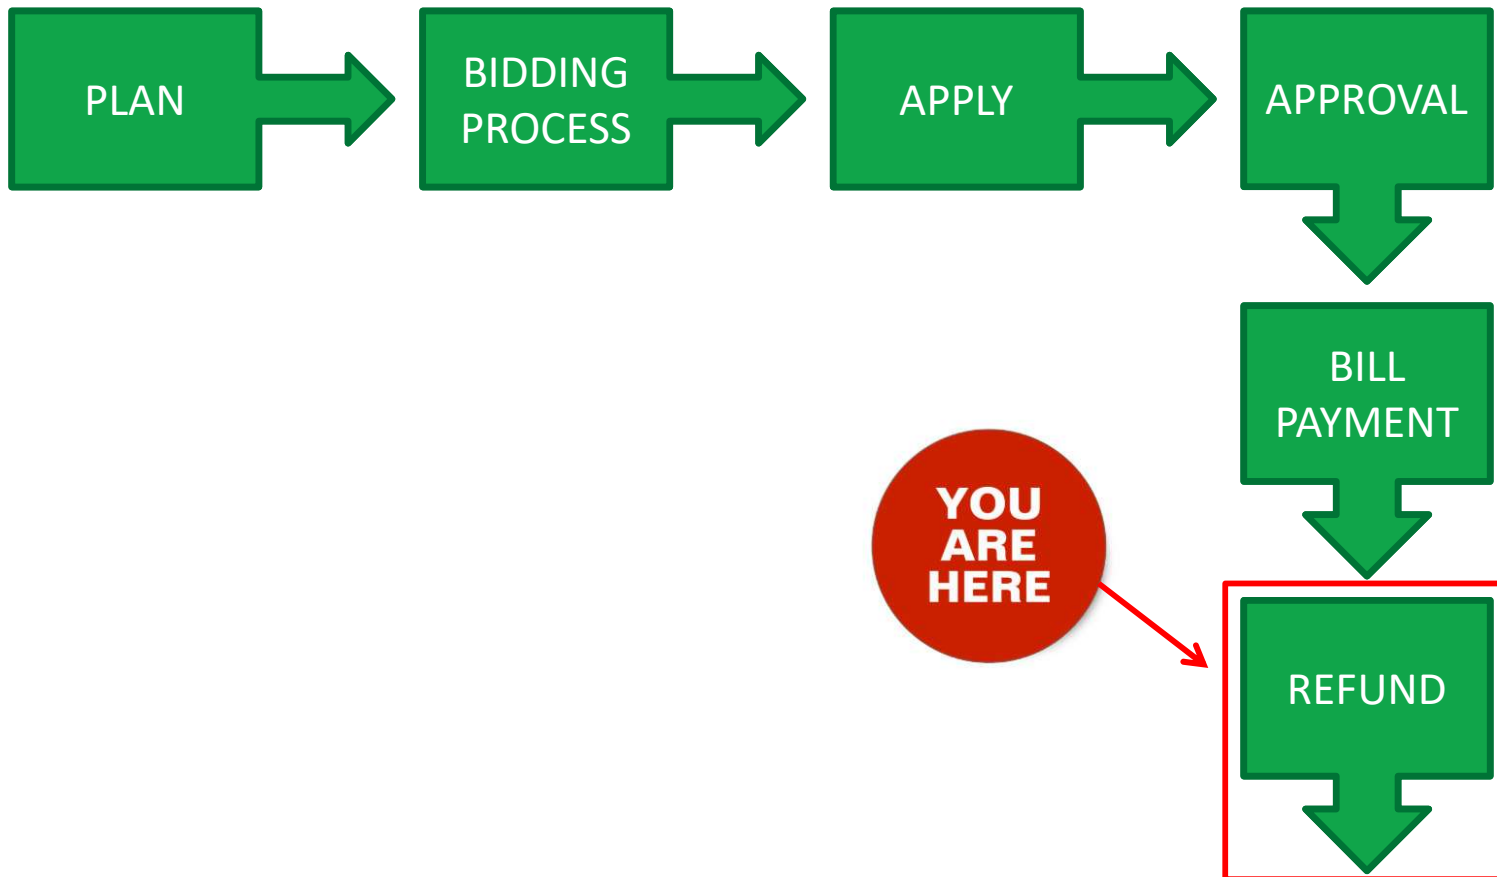 PLAN
BIDDING
PROCESS
APPLY
APPROVAL
BILL
PAYMENT
YOU
ARE
HERE
REFUND